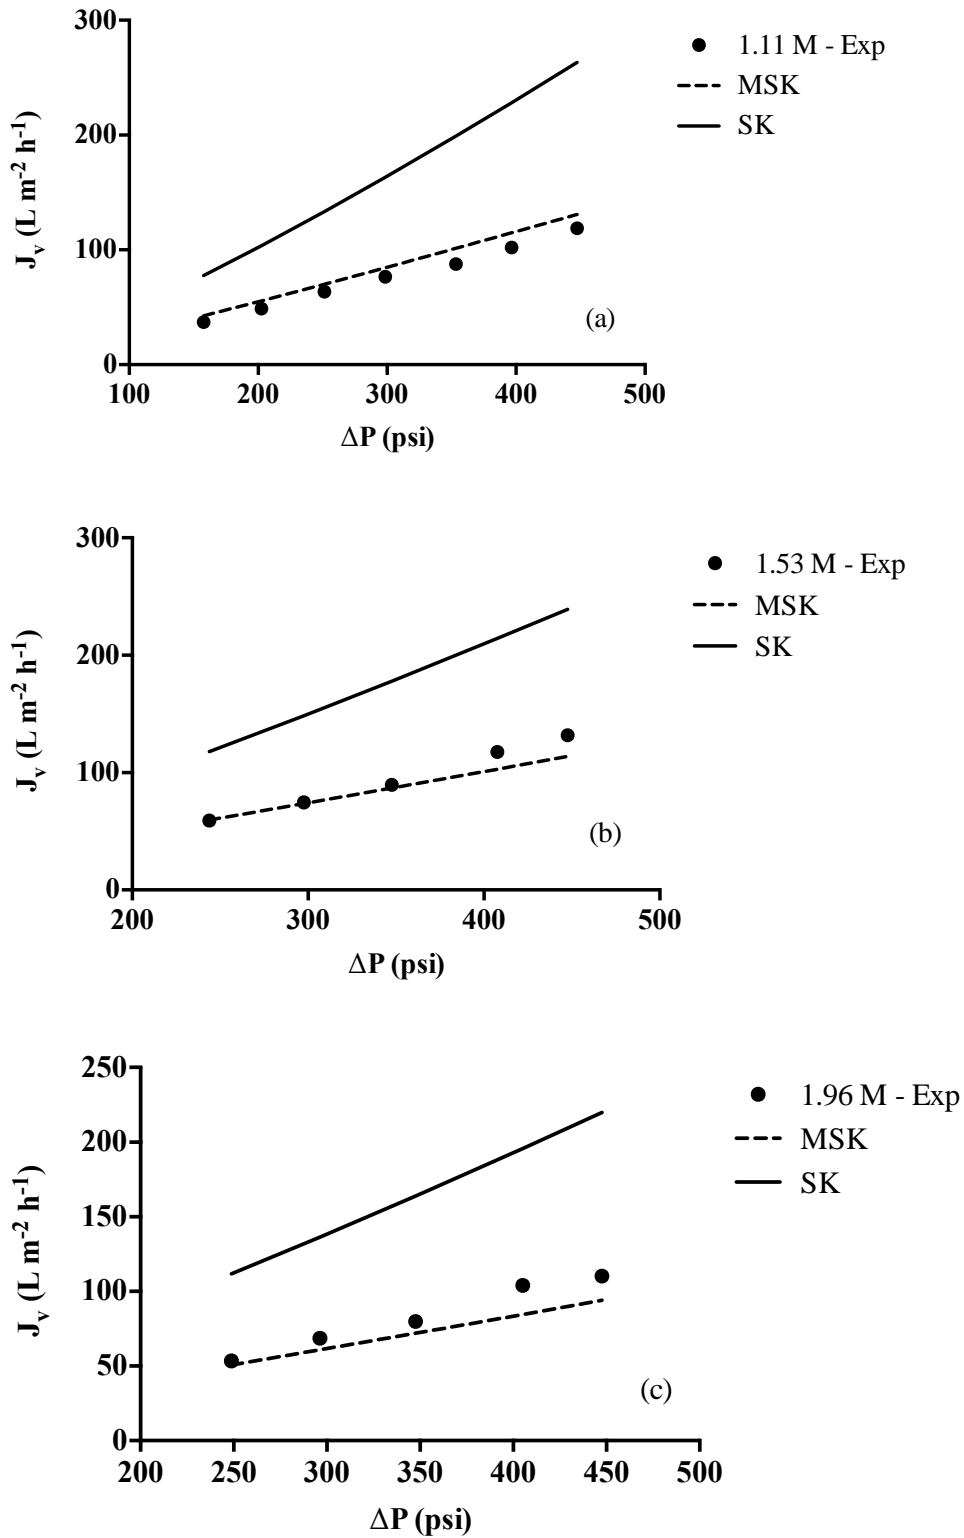 300
200
100
0
J_v (L m⁻² h⁻¹)
1.11 M - Exp
MSK
SK
(a)
100 200 300 400 500
ΔP (psi)
300
200
100
0
J_v (L m⁻² h⁻¹)
1.53 M - Exp
MSK
SK
(b)
200 300 400 500
ΔP (psi)
250
200
150
100
50
0
J_v (L m⁻² h⁻¹)
1.96 M - Exp
MSK
SK
(c)
200 250 300 350 400 450 500
ΔP (psi)